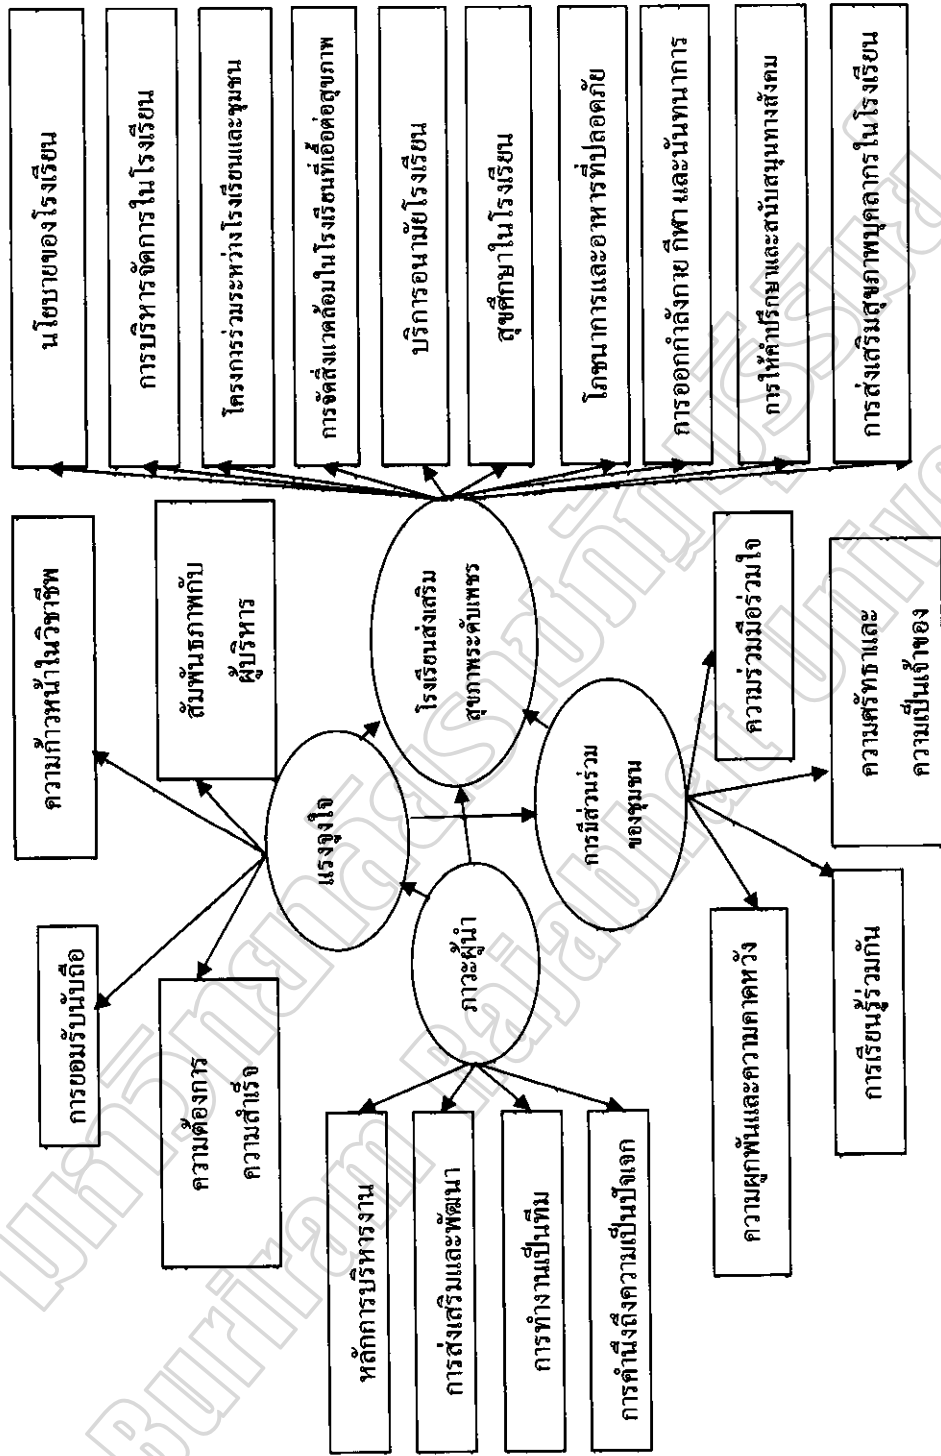 หลักการบริหารงาน
การส่งเสริมและพัฒนา
การทำงานเป็นทีม
การคำนึงถึงความเป็นปัจเจก
ภาวะผู้นำ
การยอมรับนับถือ
ความต้องการ
ความสำเร็จ
ความก้าวหน้าในวิชาชีพ
สัมพันธภาพกับ
ผู้บริหาร
แรงจูงใจ
โรงเรียนส่งเสริม
สุขภาพระดับเพชร
การมีส่วนร่วม
ของชุมชน
ความผูกพันและความคาดหวัง
การเรียนรู้ร่วมกัน
ความร่วมมือร่วมใจ
ความศรัทธาและ
ความเป็นเจ้าของ
นโยบายของโรงเรียน
การบริหารจัดการในโรงเรียน
โครงการร่วมระหว่างโรงเรียนและชุมชน
การจัดสิ่งแวดล้อมในโรงเรียนที่เอื้อต่อสุขภาพ
บริการอนามัยโรงเรียน
สุขศึกษาในโรงเรียน
โภชนาการและอาหารที่ปลอดภัย
การออกกำลังกาย กีฬา และนันทนาการ
การให้คำปรึกษาและสนับสนุนทางสังคม
การส่งเสริมสุขภาพบุคลากรในโรงเรียน
มหาวิทยาลัยราชภัฏบุรีรัมย์
Buriram Rajabhat Unive